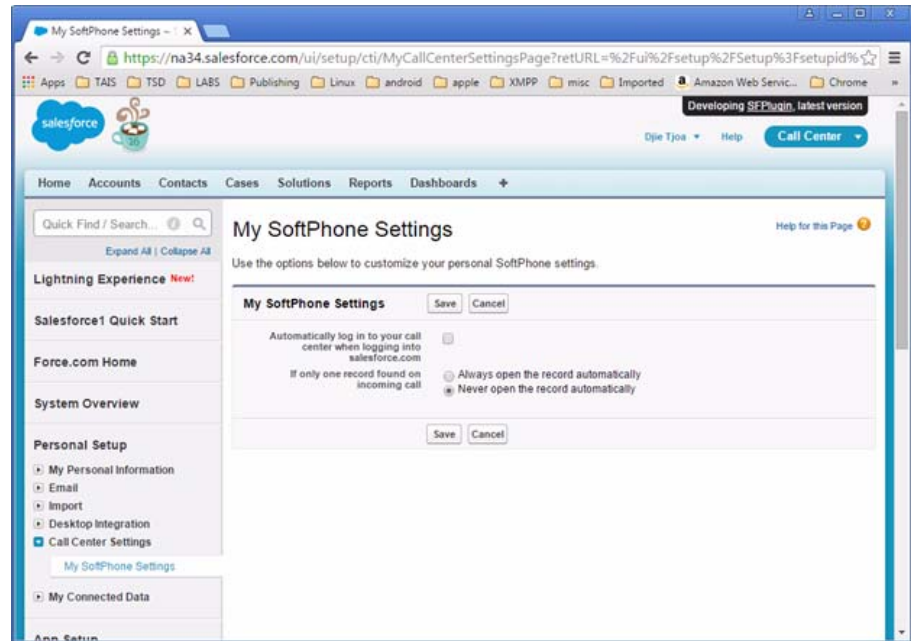 My SoftPhone Settings ~
https://na34.salesforce.com/ui/setup/cti/MyCallCenterSettingsPage?retURL=%2Fui%2Fsetup%2FSetup%3Fsetupid%
Apps TAIS TSD LABS Publishing Linux android apple XMPP misc Imported Amazon Web Servic... Chrome »
salesforce
16
Developing SFPlugin, latest version
Djie Tjoa Help Call Center
Home Accounts Contacts Cases Solutions Reports Dashboards +
Quick Find / Search...
Expand All | Collapse All
Lightning Experience New!
Salesforce1 Quick Start
Force.com Home
System Overview
Personal Setup
My Personal Information
Email
Import
Desktop Integration
Call Center Settings
My SoftPhone Settings
My Connected Data
App Setup
My SoftPhone Settings
Help for this Page
Use the options below to customize your personal SoftPhone settings.
My SoftPhone Settings Save Cancel
Automatically log in to your call
center when logging into
salesforce.com
If only one record found on
incoming call
Always open the record automatically
Never open the record automatically
Save Cancel